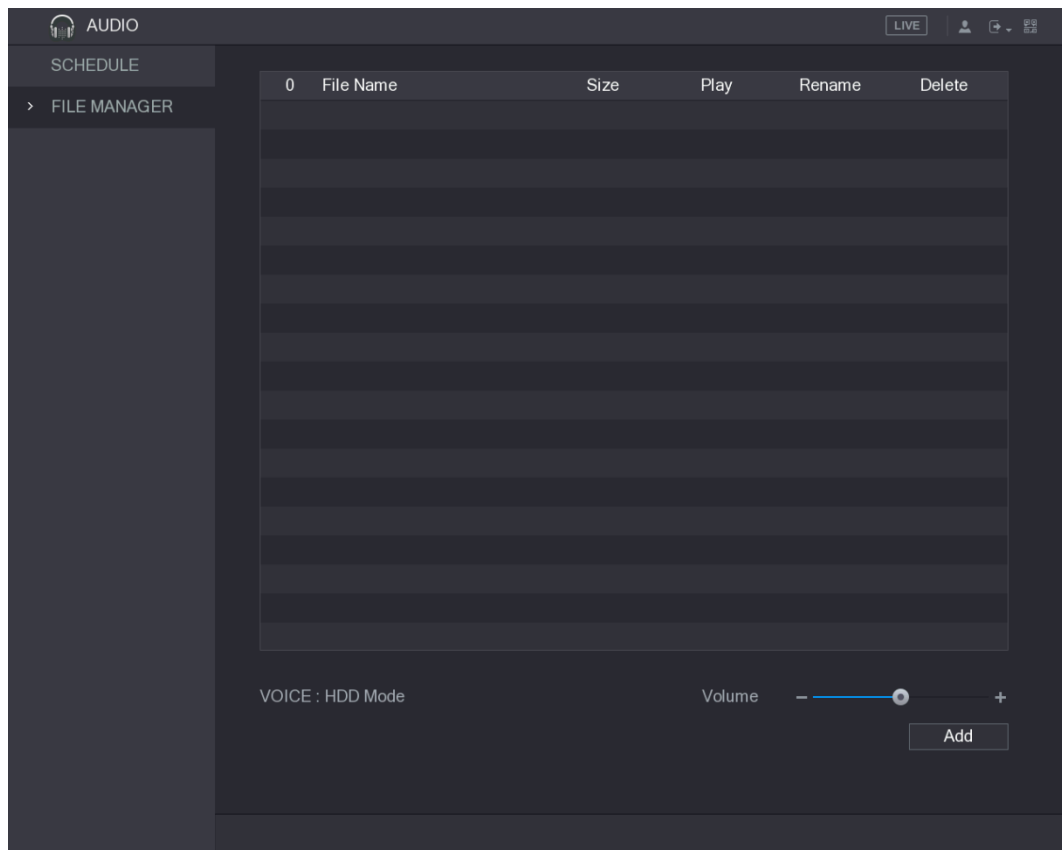 AUDIO LIVE
SCHEDULE
FILE MANAGER
0 File Name Size Play Rename Delete
VOICE : HDD Mode Volume
Add